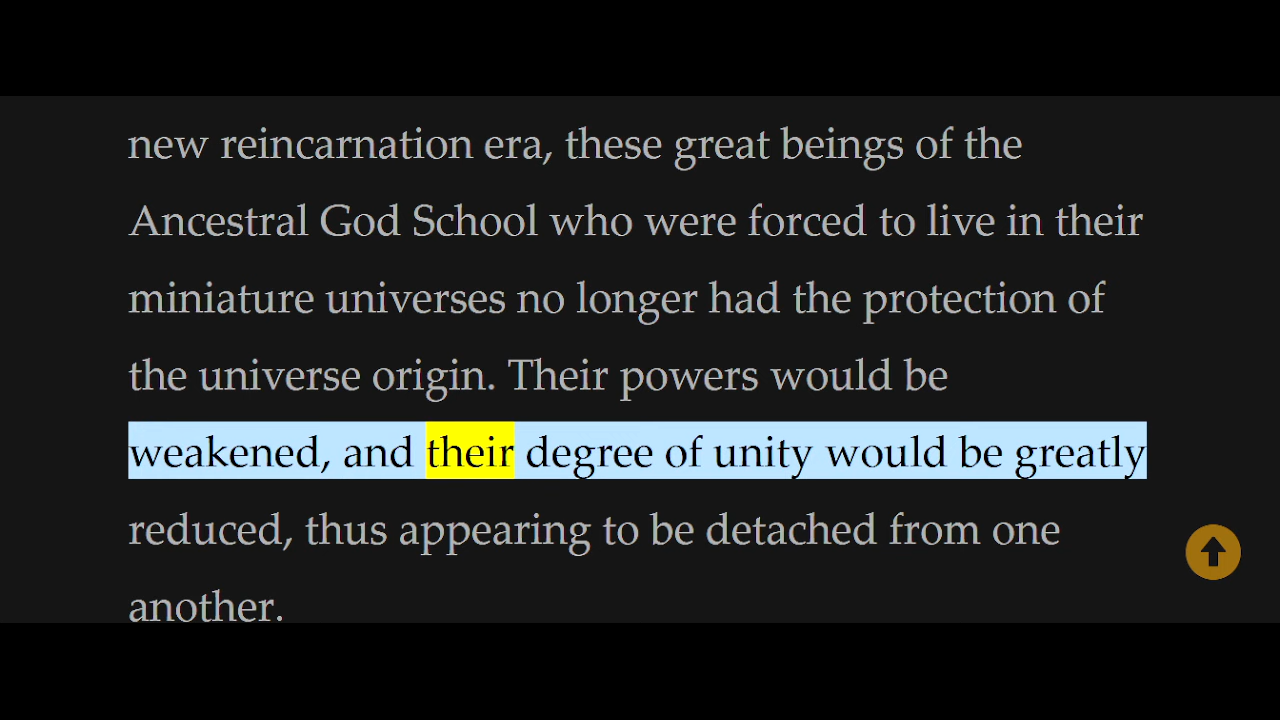 new reincarnation era, these great beings of the
Ancestral God School who were forced to live in their
miniature universes no longer had the protection of
the universe origin. Their powers would be
weakened, and their degree of unity would be greatly
reduced, thus appearing to be detached from one
another.